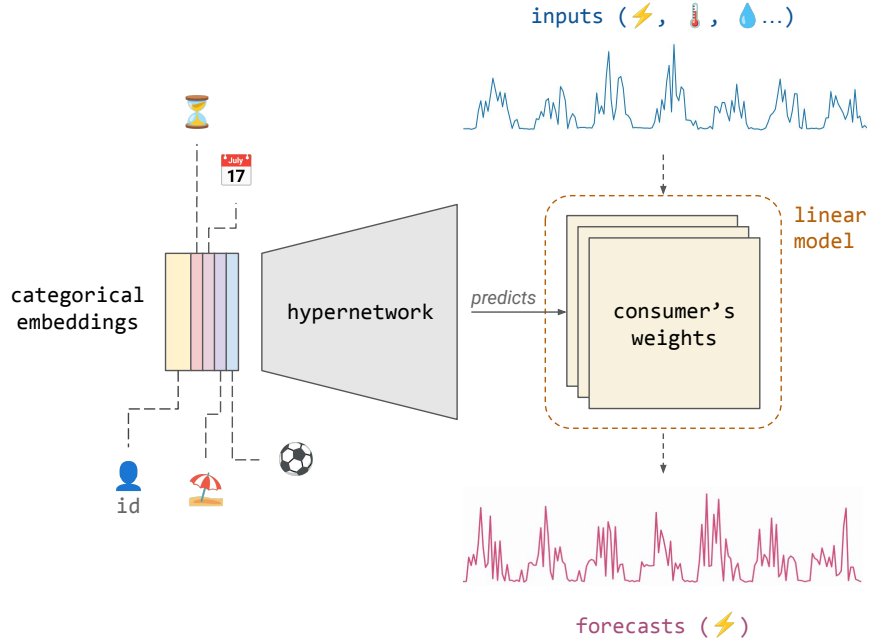 inputs (⚡, 🌡️, 💧...)
July
17
linear
model
categorical
embeddings
hypernetwork
predicts
consumer’s
weights
id
forecasts (⚡)